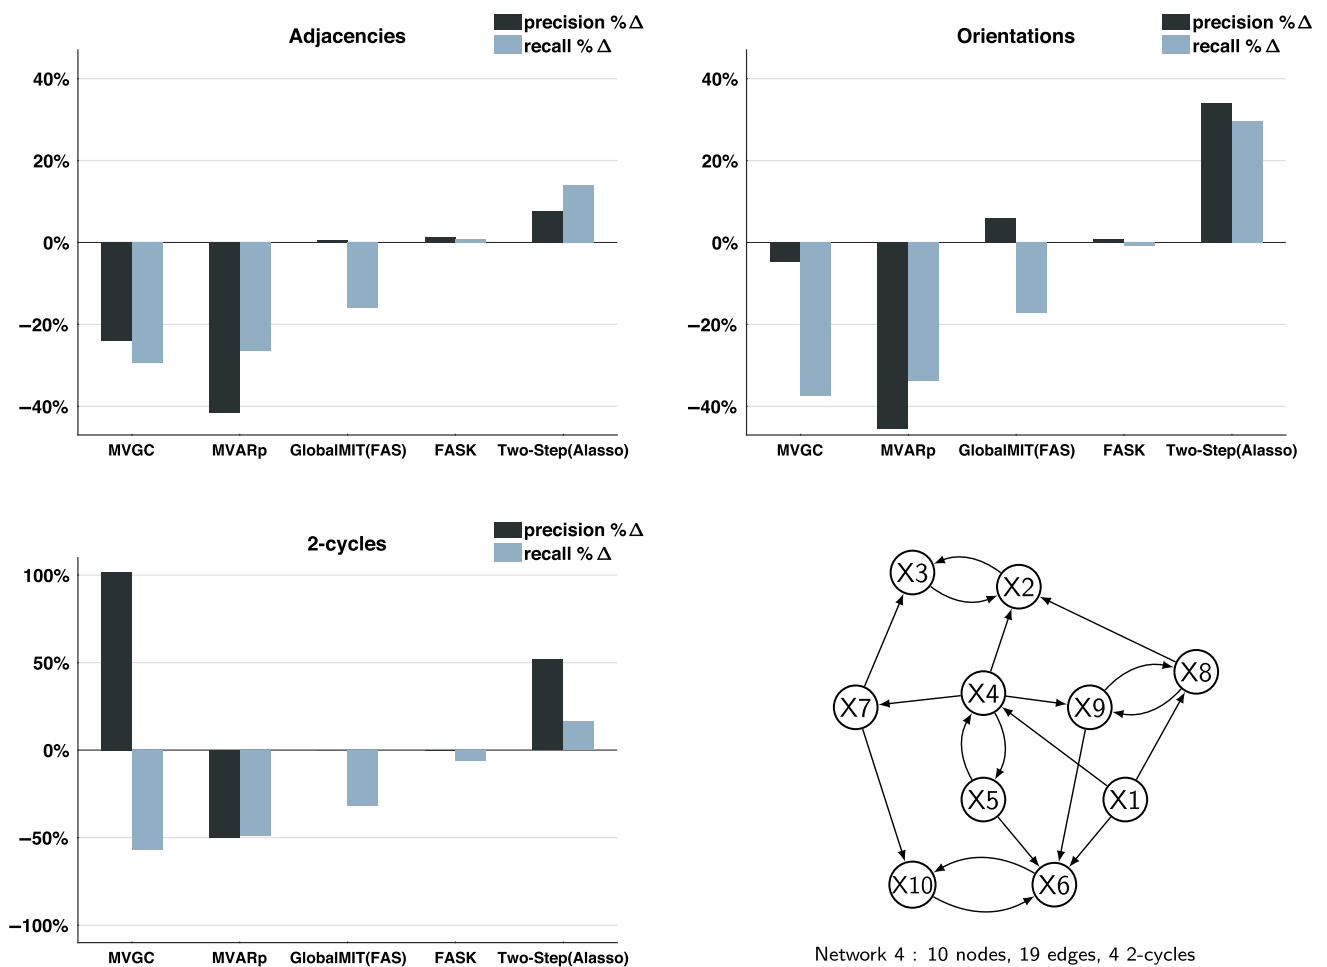 Adjacencies
precision % Δ
recall % Δ
40%
20%
0%
−20%
−40%
MVGC MVARp GlobalMIT(FAS) FASK Two-Step(Alasso)
Orientations
precision % Δ
recall % Δ
40%
20%
0%
−20%
−40%
MVGC MVARp GlobalMIT(FAS) FASK Two-Step(Alasso)
2-cycles
precision % Δ
recall % Δ
100%
50%
0%
−50%
−100%
MVGC MVARp GlobalMIT(FAS) FASK Two-Step(Alasso)
X3
X2
X8
X4
X7
X9
X5
X1
X10
X6
Network 4 : 10 nodes, 19 edges, 4 2-cycles